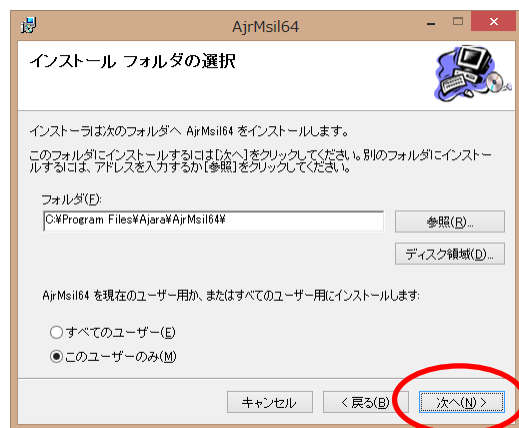 AjrMsil64
インストール フォルダの選択
インストーラは次のフォルダへ AjrMsil64 をインストールします。
このフォルダにインストールするには[次へ]をクリックしてください。別のフォルダにインストー
ルするには、アドレスを入力するか[参照]をクリックしてください。
フォルダ(F):
C:¥Program Files¥Ajara¥AjrMsil64¥
参照(R)...
ディスク領域(D)...
AjrMsil64 を現在のユーザー用か、またはすべてのユーザー用にインストールします:
すべてのユーザー(E)
このユーザーのみ(M)
キャンセル
< 戻る(B)
次へ(N) >